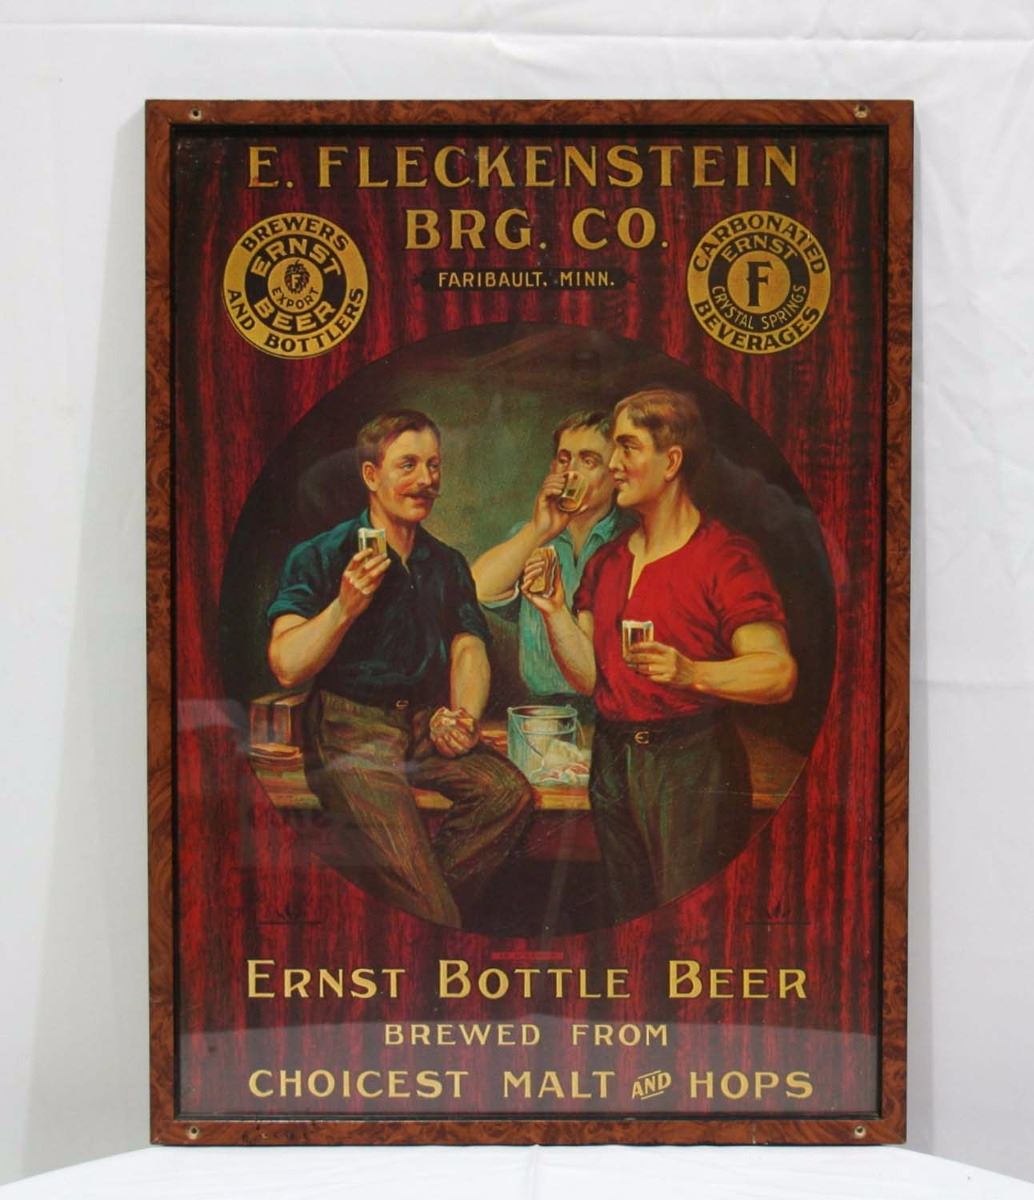 E. FLECKENSTEIN
BRG. CO.
FARIBAULT, MINN.
BREWERS
AND BOTTLERS
ERNST
F
EXPORT
BEER
CARBONATED
BEVERAGES
ERNST
F
CRYSTAL SPRINGS
ERNST BOTTLE BEER
BREWED FROM
CHOICEST MALT AND HOPS